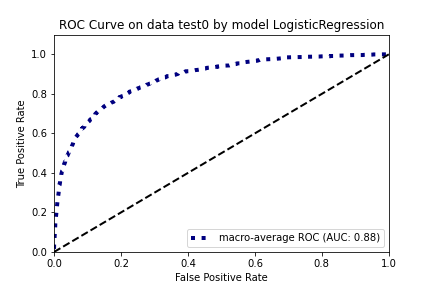 ROC Curve on data test0 by model LogisticRegression
True Positive Rate
1.0
0.8
0.6
0.4
0.2
0.0
macro-average ROC (AUC: 0.88)
0.0 0.2 0.4 0.6 0.8 1.0
False Positive Rate